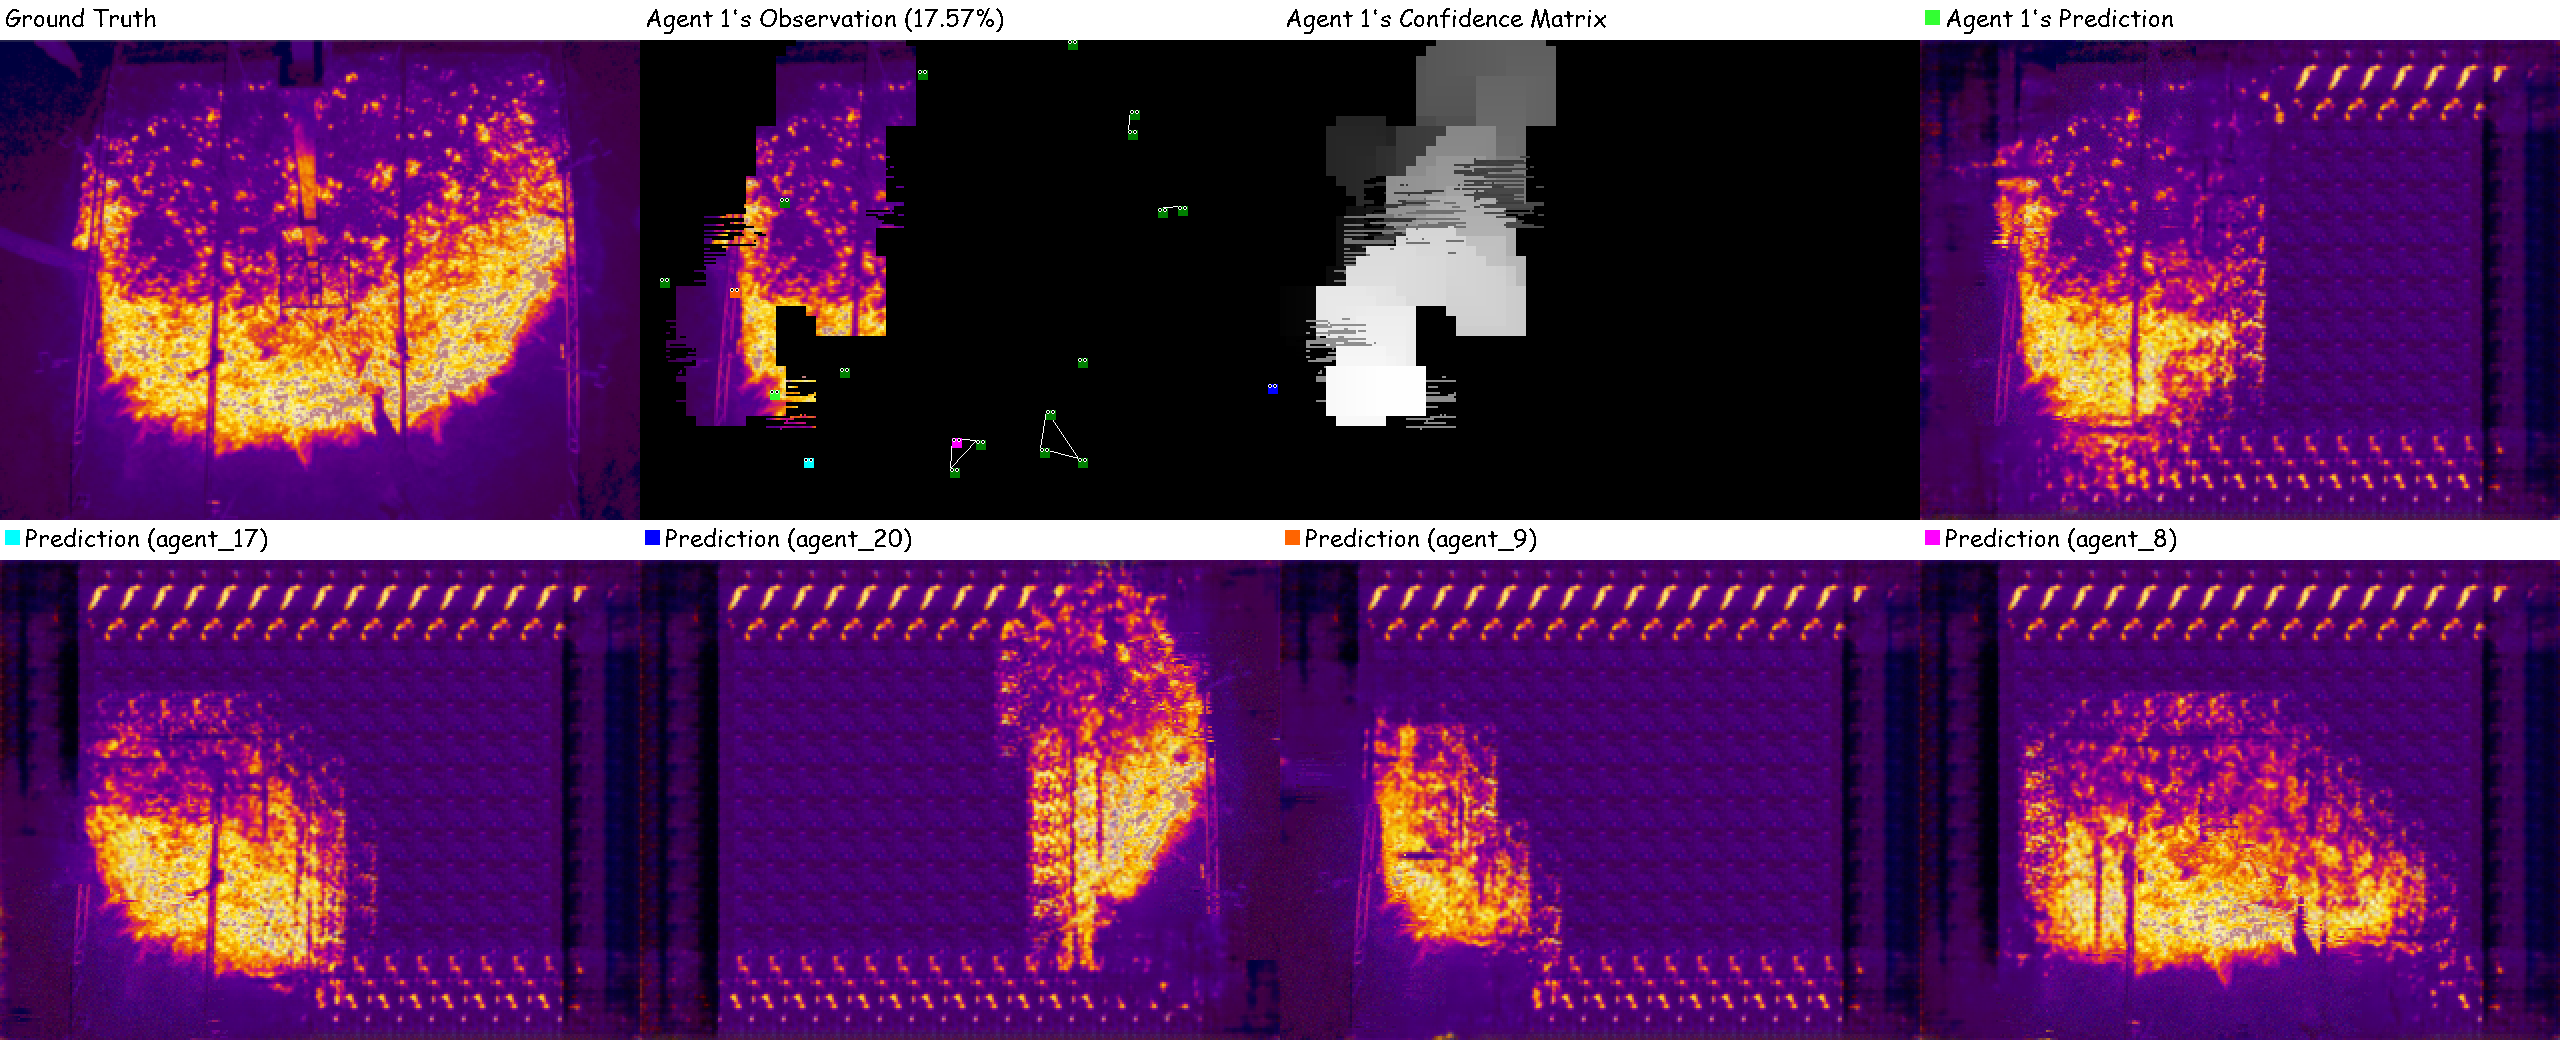 Ground Truth
Agent 1's Observation (17.57%)
Agent 1's Confidence Matrix
Agent 1's Prediction
Prediction (agent_17)
Prediction (agent_20)
Prediction (agent_9)
Prediction (agent_8)